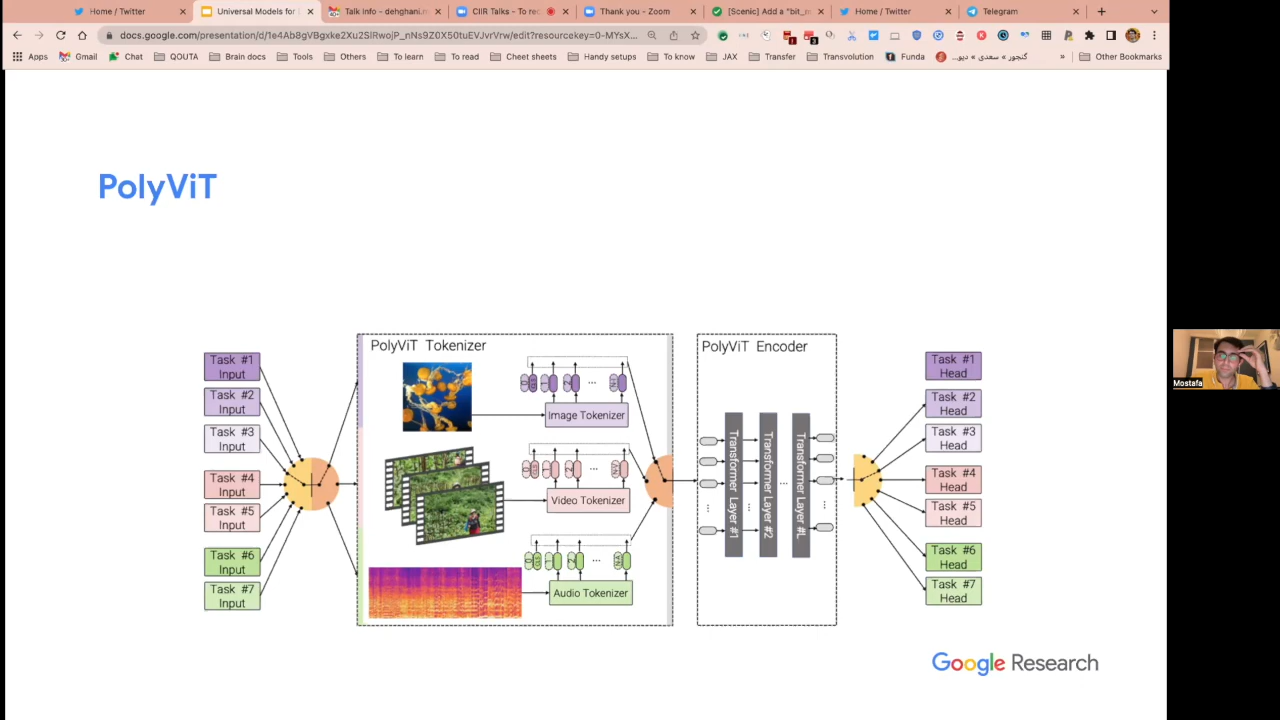 Home / Twitter
Universal Models for
Talk Info - dehghani.m
CIIR Talks - To rec
Thank you - Zoom
[Scenic] Add a "bit_
Home / Twitter
Telegram
docs.google.com/presentation/d/1e4Ab8gVBgxke2Xu2SIRwojP_nNs9Z0X50tuEVJvrVrw/edit?resourcekey=0-MYsX...
Apps
Gmail
Chat
QOUTA
Brain docs
Tools
Others
To learn
To read
Cheet sheets
Handy setups
To know
JAX
Transfer
Transvolution
Funda
گنجور » سعدی » دیو...
»
Other Bookmarks
PolyViT
Task #1
Input
Task #2
Input
Task #3
Input
Task #4
Input
Task #5
Input
Task #6
Input
Task #7
Input
PolyViT Tokenizer
Image Tokenizer
Video Tokenizer
Audio Tokenizer
PolyViT Encoder
Transformer Layer #1
Transformer Layer #2
...
Transformer Layer #L
Task #1
Head
Task #2
Head
Task #3
Head
Task #4
Head
Task #5
Head
Task #6
Head
Task #7
Head
Google Research
Mostafa